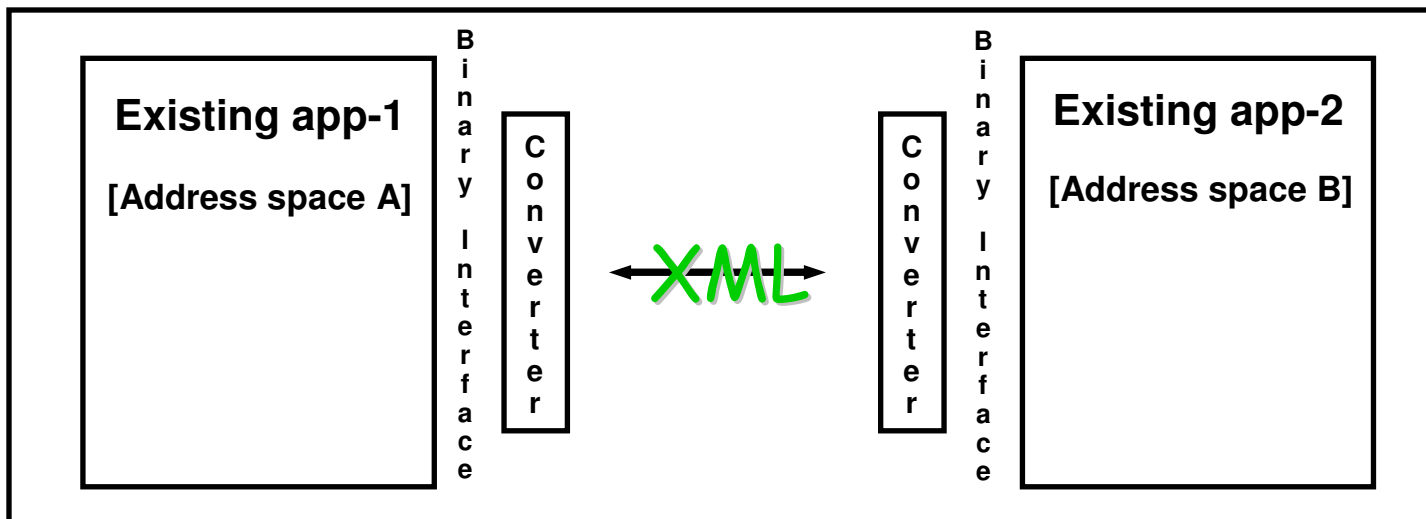 Existing app-1
[Address space A]
Binary Interface
Converter
XML
Converter
Binary Interface
Existing app-2
[Address space B]